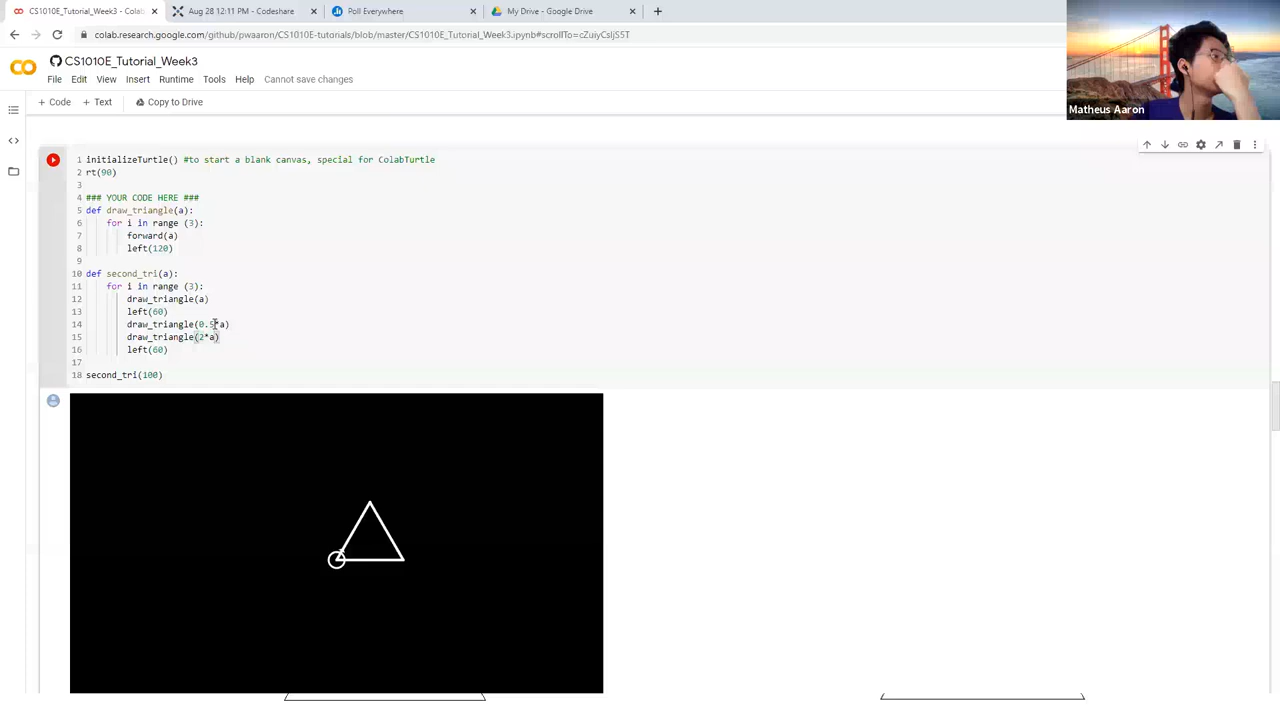 CS1010E_Tutorial_Week3 - Colab
Aug 28 12:11 PM - Codeshare
Poll Everywhere
My Drive - Google Drive
colab.research.google.com/github/pwaaron/CS1010E-tutorials/blob/master/CS1010E_Tutorial_Week3.ipynb#scrollTo=cZuiyCsljS5T
CS1010E_Tutorial_Week3
File Edit View Insert Runtime Tools Help Cannot save changes
+ Code + Text Copy to Drive
Matheus Aaron
1 initializeTurtle() #to start a blank canvas, special for ColabTurtle
2 rt(90)
3
4 ### YOUR CODE HERE ###
5 def draw_triangle(a):
6 for i in range (3):
7 forward(a)
8 left(120)
9
10 def second_tri(a):
11 for i in range (3):
12 draw_triangle(a)
13 left(60)
14 draw_triangle(0.5*a)
15 draw_triangle(2*a)
16 left(60)
17
18 second_tri(100)